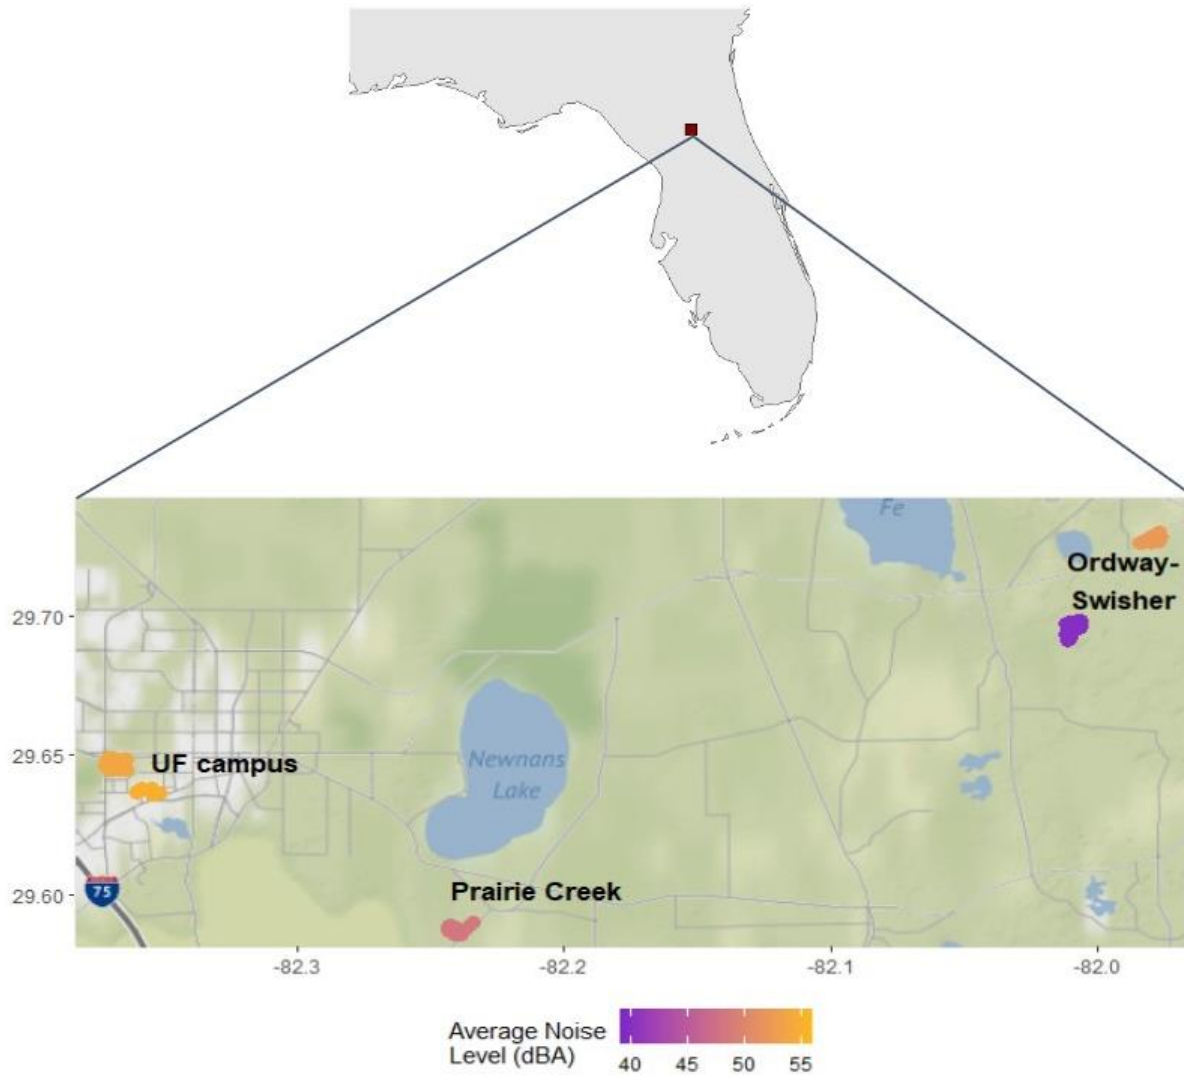 Fe
Ordway-
Swisher
29.70
29.65
UF campus
Newnans
Lake
29.60
75
Prairie Creek
-82.3
-82.2
-82.1
-82.0
Average Noise
Level (dBA)
40 45 50 55